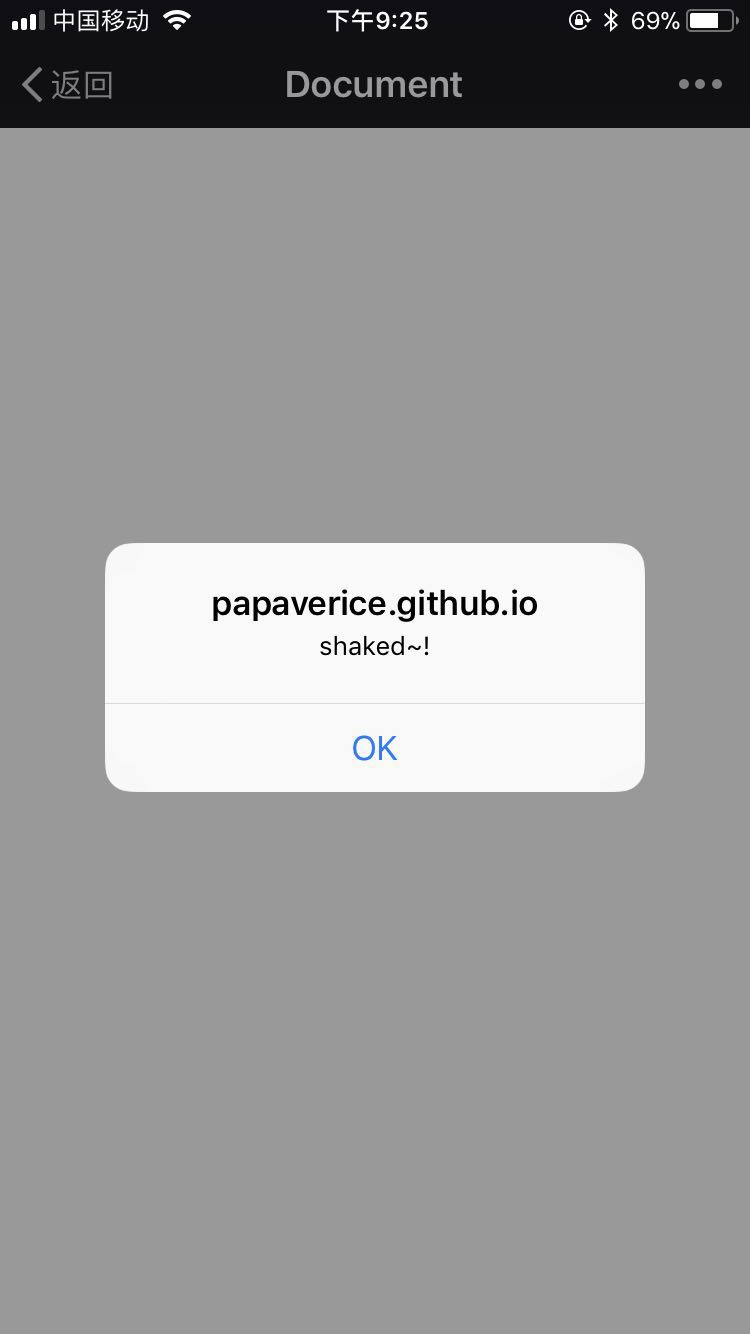 中国移动 下午9:25 69%
返回 Document
papaverice.github.io
shaked~!
OK